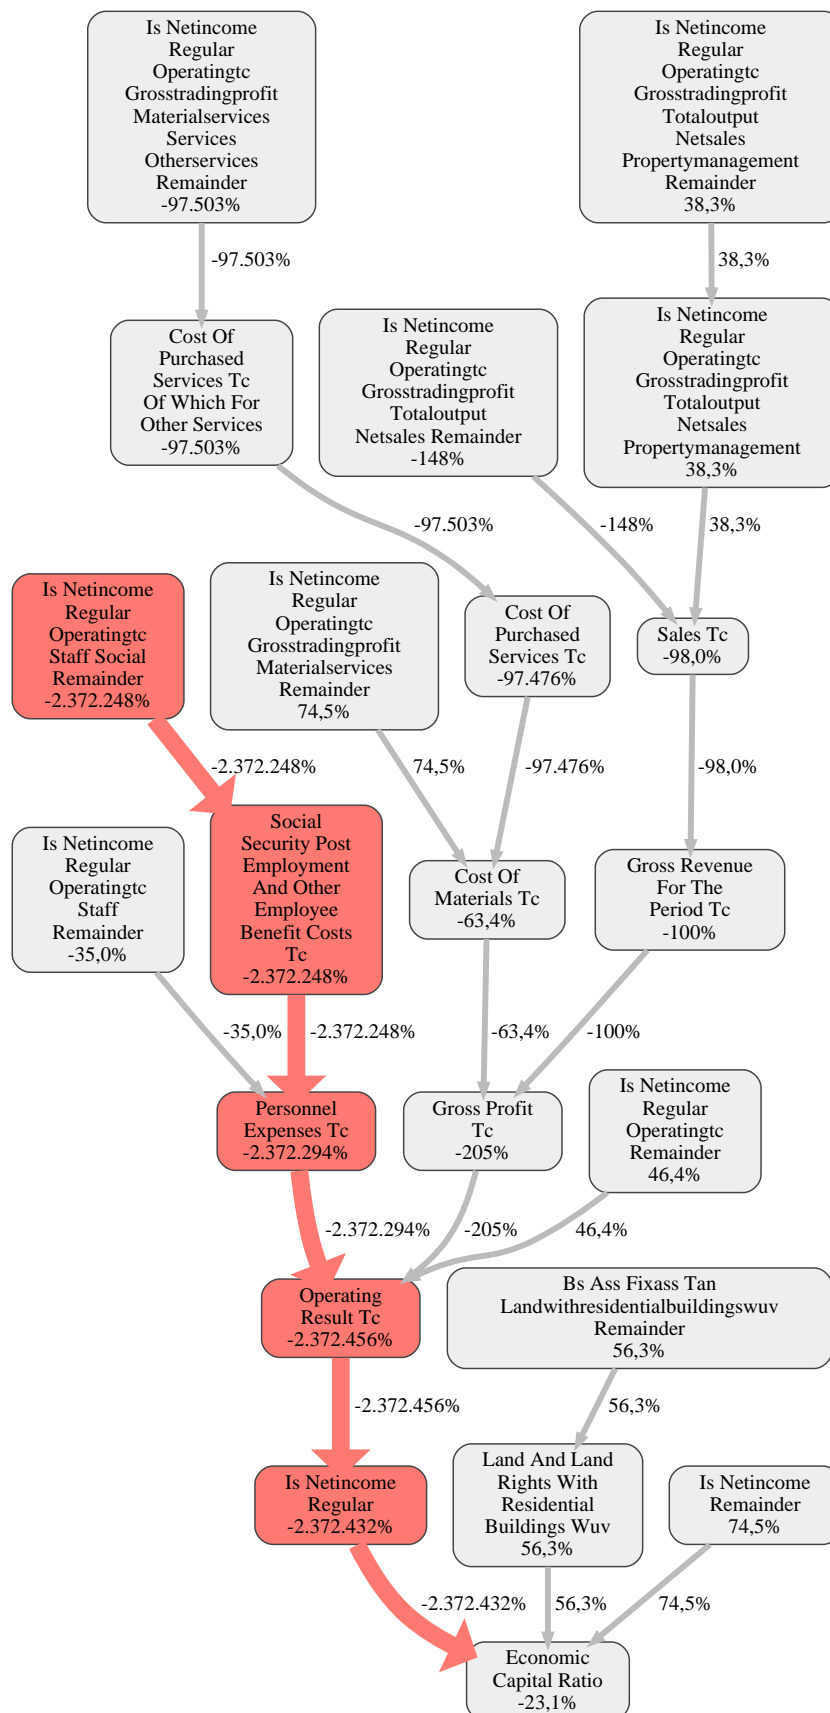 Is Netincome
Regular
Operatingtc
Grosstradingprofit
Materialservices
Services
Otherservices
Remainder
-97.503%
Is Netincome
Regular
Operatingtc
Grosstradingprofit
Totaloutput
Netsales
Propertymanagement
Remainder
38,3%
-97.503%
38,3%
Cost Of
Purchased
Services Tc
Of Which For
Other Services
-97.503%
Is Netincome
Regular
Operatingtc
Grosstradingprofit
Totaloutput
Netsales Remainder
-148%
Is Netincome
Regular
Operatingtc
Grosstradingprofit
Totaloutput
Netsales
Propertymanagement
38,3%
-97.503%
-148%
38,3%
Is Netincome
Regular
Operatingtc
Staff Social
Remainder
-2.372.248%
Is Netincome
Regular
Operatingtc
Grosstradingprofit
Materialservices
Remainder
74,5%
Cost Of
Purchased
Services Tc
-97.476%
Sales Tc
-98,0%
-2.372.248%
74,5%
-97.476%
-98,0%
Is Netincome
Regular
Operatingtc
Staff
Remainder
-35,0%
Social
Security Post
Employment
And Other
Employee
Benefit Costs
Tc
-2.372.248%
Cost Of
Materials Tc
-63,4%
Gross Revenue
For The
Period Tc
-100%
-35,0%
-2.372.248%
-63,4%
-100%
Personnel
Expenses Tc
-2.372.294%
Gross Profit
Tc
-205%
Is Netincome
Regular
Operatingtc
Remainder
46,4%
-2.372.294%
-205%
46,4%
Operating
Result Tc
-2.372.456%
Bs Ass Fixass Tan
Landwithresidentialbuildingswuv
Remainder
56,3%
-2.372.456%
56,3%
Is Netincome
Regular
-2.372.432%
Land And Land
Rights With
Residential
Buildings Wuv
56,3%
Is Netincome
Remainder
74,5%
-2.372.432%
56,3%
74,5%
Economic
Capital Ratio
-23,1%